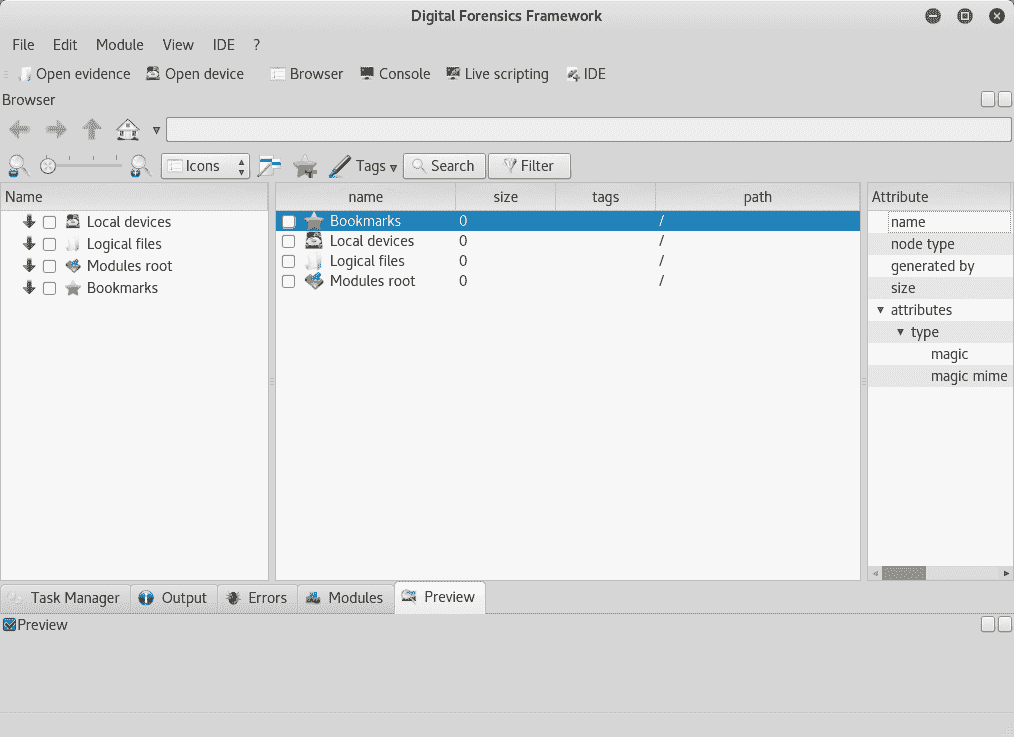 Digital Forensics Framework
File Edit Module View IDE ?
Open evidence Open device Browser Console Live scripting IDE
Browser
Icons Tags Search Filter
Name
Local devices
Logical files
Modules root
Bookmarks
name size tags path
Bookmarks 0 /
Local devices 0 /
Logical files 0 /
Modules root 0 /
Attribute
name
node type
generated by
size
attributes
type
magic
magic mime
Task Manager Output Errors Modules Preview
Preview